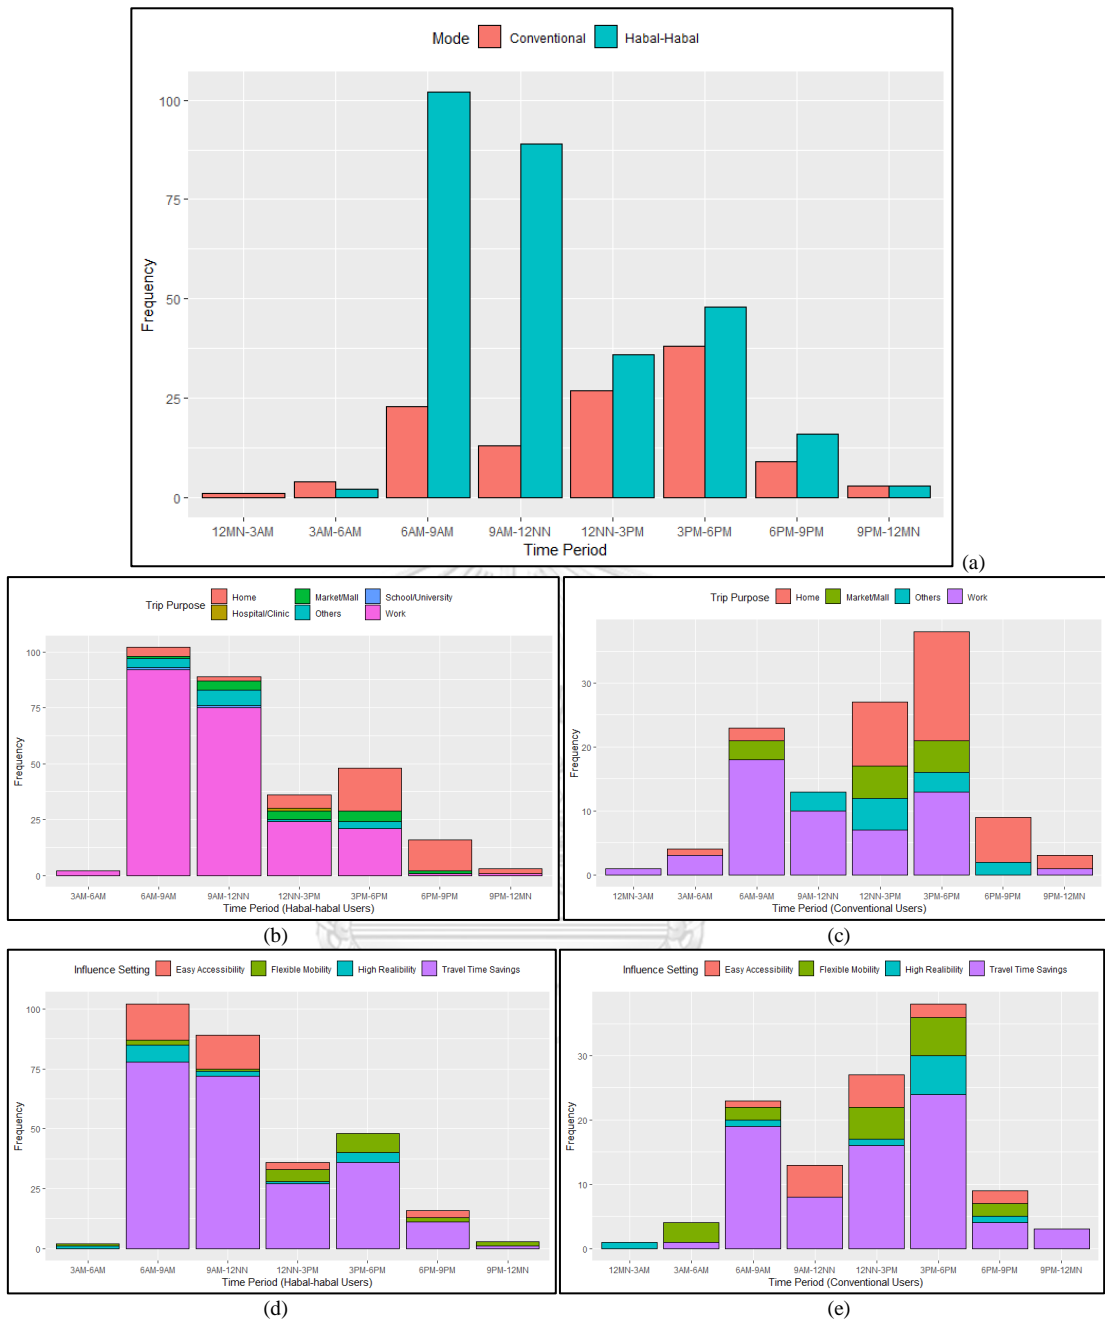 Mode Conventional Habal-Habal
100
75
50
25
0
Frequency
12MN-3AM 3AM-6AM 6AM-9AM 9AM-12NN 12NN-3PM 3PM-6PM 6PM-9PM 9PM-12MN
Time Period
(a)
Trip Purpose Home Market/Mall School/University
Hospital/Clinic Others Work
100
75
50
25
0
Frequency
3AM-6AM 6AM-9AM 9AM-12NN 12NN-3PM 3PM-6PM 6PM-9PM 9PM-12MN
Time Period (Habal-habal Users)
(b)
Trip Purpose Home Market/Mall Others Work
30
20
10
0
Frequency
12MN-3AM 3AM-6AM 6AM-9AM 9AM-12NN 12NN-3PM 3PM-6PM 6PM-9PM 9PM-12MN
Time Period (Conventional Users)
(c)
Influence Setting Easy Accessibility Flexible Mobility High Realibility Travel Time Savings
100
75
50
25
0
Frequency
3AM-6AM 6AM-9AM 9AM-12NN 12NN-3PM 3PM-6PM 6PM-9PM 9PM-12MN
Time Period (Habal-habal Users)
(d)
Influence Setting Easy Accessibility Flexible Mobility High Realibility Travel Time Savings
30
20
10
0
Frequency
12MN-3AM 3AM-6AM 6AM-9AM 9AM-12NN 12NN-3PM 3PM-6PM 6PM-9PM 9PM-12MN
Time Period (Conventional Users)
(e)